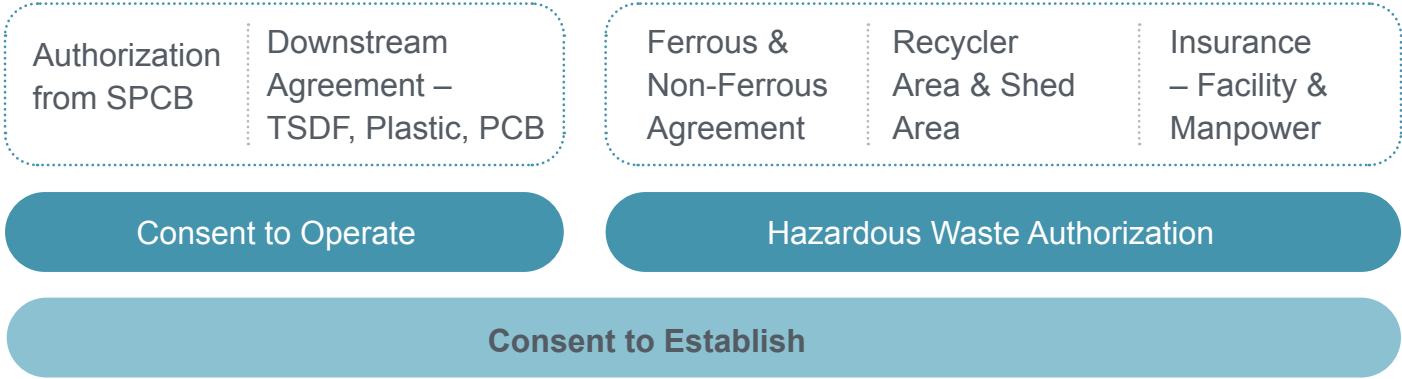 Authorization
from SPCB
Downstream
Agreement –
TSDF, Plastic, PCB
Ferrous &
Non-Ferrous
Agreement
Recycler
Area & Shed
Area
Insurance
– Facility &
Manpower
Consent to Operate
Hazardous Waste Authorization
Consent to Establish